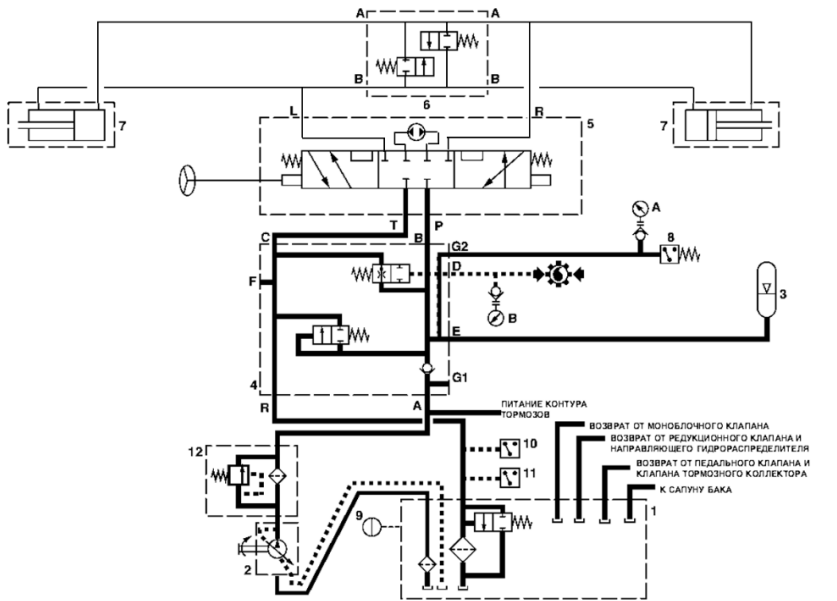 A
A
B
B
6
7
7
L
R
5
T
P
A
C
B
G2
8
D
F
3
B
E
4
G1
R
A
ПИТАНИЕ КОНТУРА
ТОРМОЗОВ
ВОЗВРАТ ОТ МОНОБЛОЧНОГО КЛАПАНА
10
ВОЗВРАТ ОТ РЕДУКЦИОННОГО КЛАПАНА И
НАПРАВЛЯЮЩЕГО ГИДРОРАСПРЕДЕЛИТЕЛЯ
12
ВОЗВРАТ ОТ ПЕДАЛЬНОГО КЛАПАНА И
КЛАПАНА ТОРМОЗНОГО КОЛЛЕКТОРА
11
К САПУНУ БАКА
1
9
2